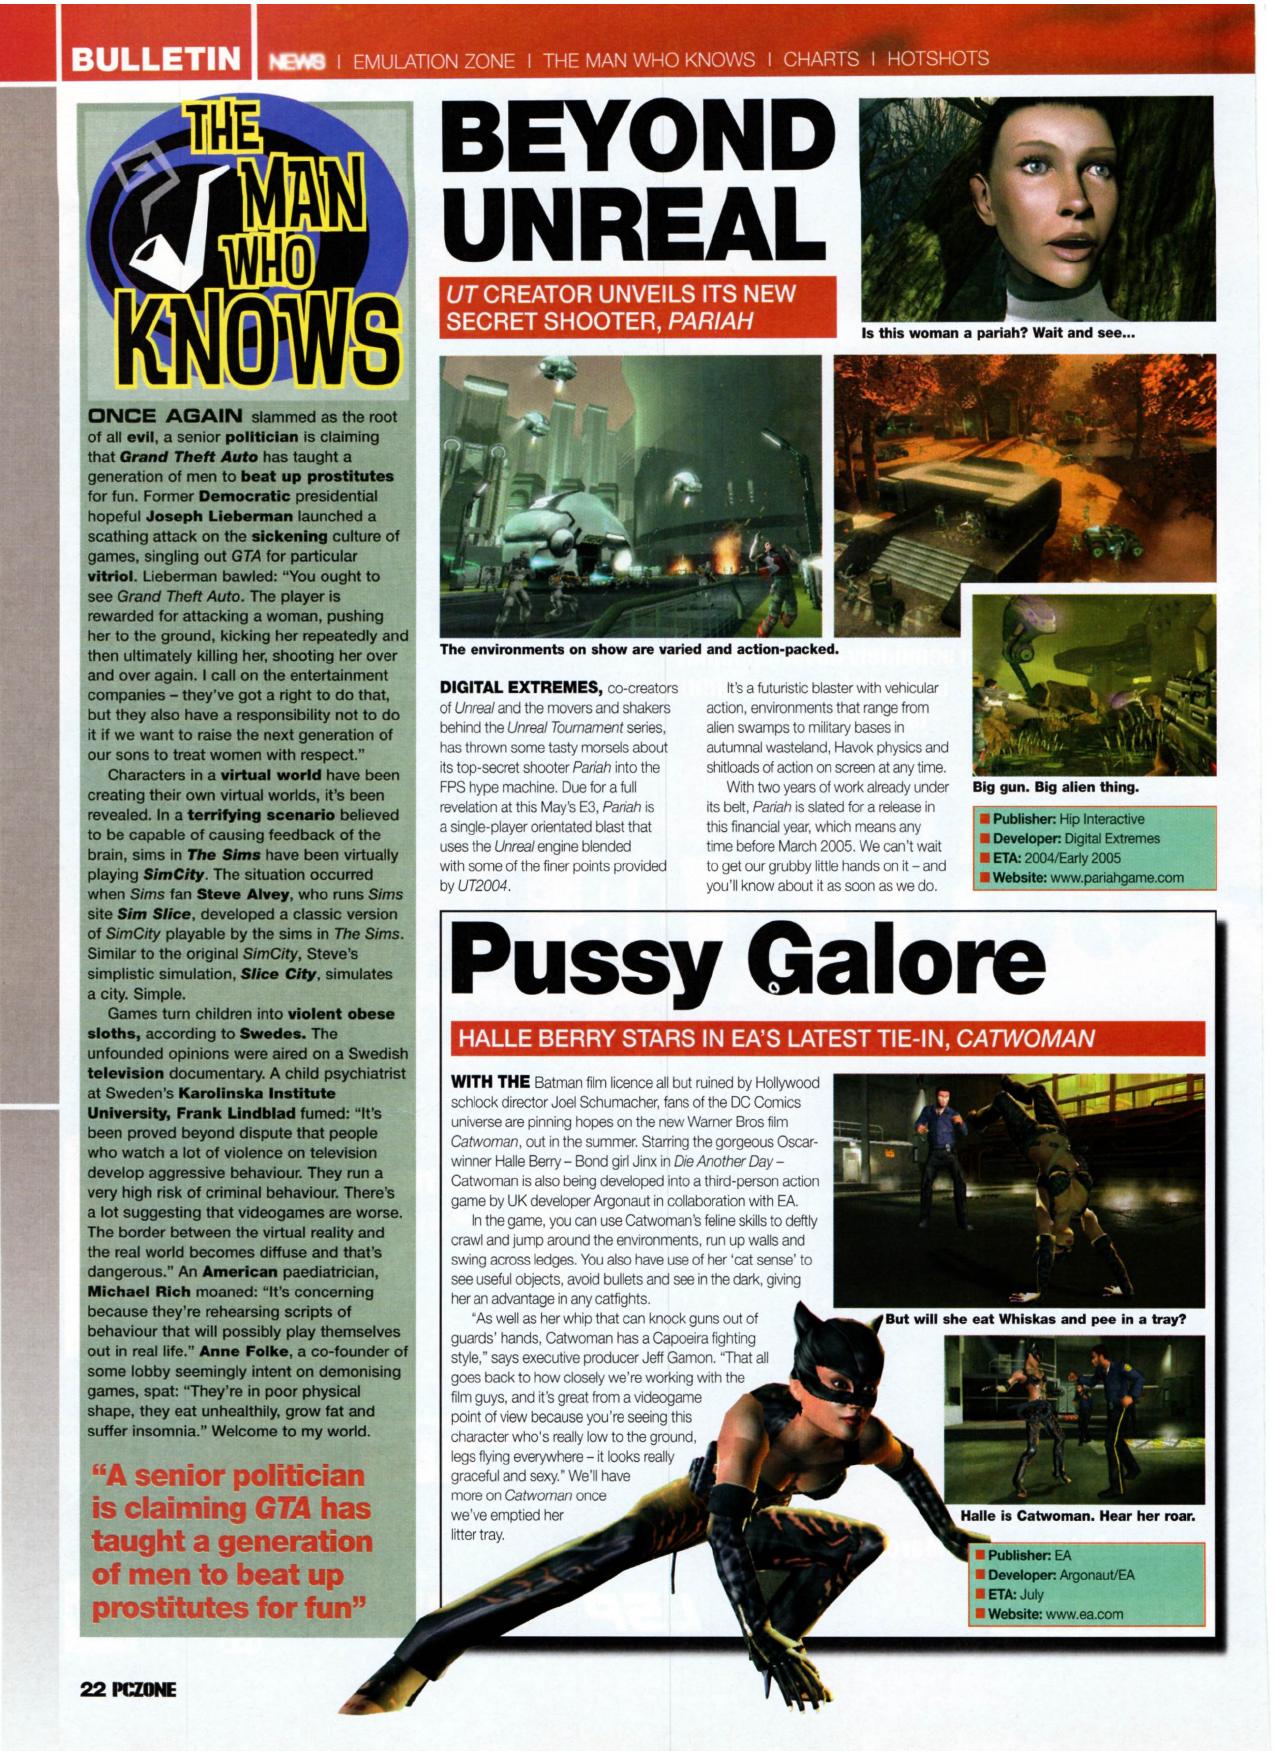 BULLETIN
NEWS | EMULATION ZONE | THE MAN WHO KNOWS | CHARTS | HOTSHOTS
THE
MAN
WHO
KNOWS
ONCE AGAIN slammed as the root
of all evil, a senior politician is claiming
that Grand Theft Auto has taught a
generation of men to beat up prostitutes
for fun. Former Democratic presidential
hopeful Joseph Lieberman launched a
scathing attack on the sickening culture of
games, singling out GTA for particular
vitriol. Lieberman bawled: “You ought to
see Grand Theft Auto. The player is
rewarded for attacking a woman, pushing
her to the ground, kicking her repeatedly and
then ultimately killing her, shooting her over
and over again. I call on the entertainment
companies – they’ve got a right to do that,
but they also have a responsibility not to do
it if we want to raise the next generation of
our sons to treat women with respect.”
Characters in a virtual world have been
creating their own virtual worlds, it’s been
revealed. In a terrifying scenario believed
to be capable of causing feedback of the
brain, sims in The Sims have been virtually
playing SimCity. The situation occurred
when Sims fan Steve Alvey, who runs Sims
site Sim Slice, developed a classic version
of SimCity playable by the sims in The Sims.
Similar to the original SimCity, Steve’s
simplistic simulation, Slice City, simulates
a city. Simple.
Games turn children into violent obese
sloths, according to Swedes. The
unfounded opinions were aired on a Swedish
television documentary. A child psychiatrist
at Sweden’s Karolinska Institute
University, Frank Lindblad fumed: “It’s
been proved beyond dispute that people
who watch a lot of violence on television
develop aggressive behaviour. They run a
very high risk of criminal behaviour. There’s
a lot suggesting that videogames are worse.
The border between the virtual reality and
the real world becomes diffuse and that’s
dangerous.” An American paediatrician,
Michael Rich moaned: “It’s concerning
because they’re rehearsing scripts of
behaviour that will possibly play themselves
out in real life.” Anne Folke, a co-founder of
some lobby seemingly intent on demonising
games, spat: “They’re in poor physical
shape, they eat unhealthily, grow fat and
suffer insomnia.” Welcome to my world.
“A senior politician
is claiming GTA has
taught a generation
of men to beat up
prostitutes for fun”
BEYOND
UNREAL
UT CREATOR UNVEILS ITS NEW
SECRET SHOOTER, PARIAH
Is this woman a pariah? Wait and see...
The environments on show are varied and action-packed.
DIGITAL EXTREMES, co-creators
of Unreal and the movers and shakers
behind the Unreal Tournament series,
has thrown some tasty morsels about
its top-secret shooter Pariah into the
FPS hype machine. Due for a full
revelation at this May’s E3, Pariah is
a single-player orientated blast that
uses the Unreal engine blended
with some of the finer points provided
by UT2004.
It’s a futuristic blaster with vehicular
action, environments that range from
alien swamps to military bases in
autumnal wasteland, Havok physics and
shitloads of action on screen at any time.
With two years of work already under
its belt, Pariah is slated for a release in
this financial year, which means any
time before March 2005. We can’t wait
to get our grubby little hands on it – and
you’ll know about it as soon as we do.
Big gun. Big alien thing.
Publisher: Hip Interactive
Developer: Digital Extremes
ETA: 2004/Early 2005
Website: www.pariahgame.com
Pussy Galore
HALLE BERRY STARS IN EA’S LATEST TIE-IN, CATWOMAN
WITH THE Batman film licence all but ruined by Hollywood
schlock director Joel Schumacher, fans of the DC Comics
universe are pinning hopes on the new Warner Bros film
Catwoman, out in the summer. Starring the gorgeous Oscar-
winner Halle Berry – Bond girl Jinx in Die Another Day –
Catwoman is also being developed into a third-person action
game by UK developer Argonaut in collaboration with EA.
In the game, you can use Catwoman’s feline skills to deftly
crawl and jump around the environments, run up walls and
swing across ledges. You also have use of her ‘cat sense’ to
see useful objects, avoid bullets and see in the dark, giving
her an advantage in any catfights.
“As well as her whip that can knock guns out of
guards’ hands, Catwoman has a Capoeira fighting
style,” says executive producer Jeff Gamon. “That all
goes back to how closely we’re working with the
film guys, and it’s great from a videogame
point of view because you’re seeing this
character who’s really low to the ground,
legs flying everywhere – it looks really
graceful and sexy.” We’ll have
more on Catwoman once
we’ve emptied her
litter tray.
But will she eat Whiskas and pee in a tray?
Halle is Catwoman. Hear her roar.
Publisher: EA
Developer: Argonaut/EA
ETA: July
Website: www.ea.com
22 PCZONE